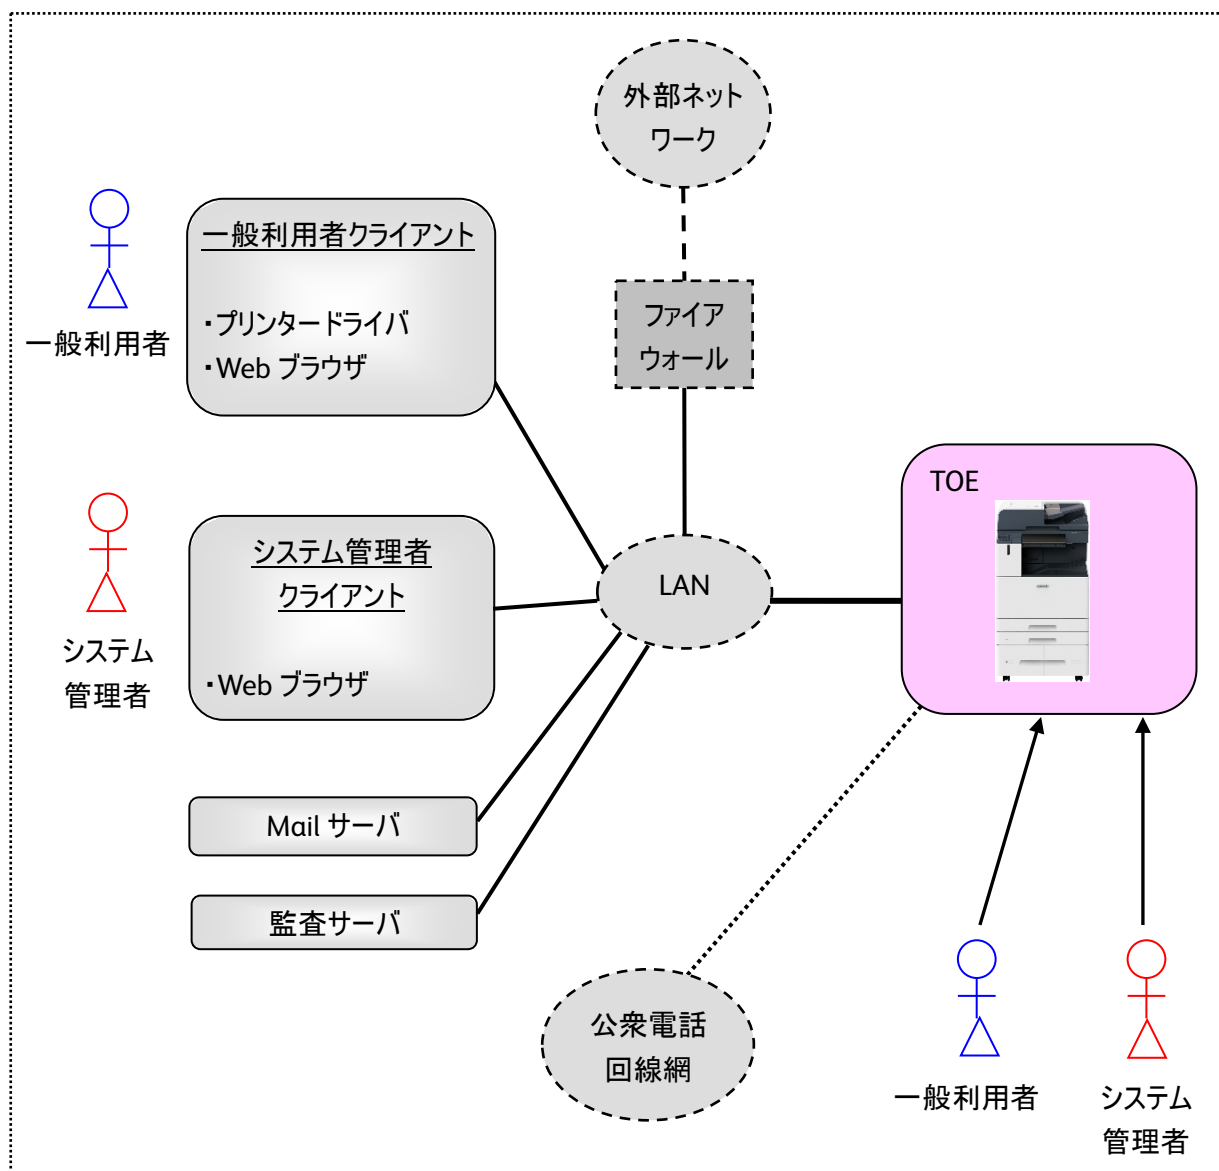 外部ネット
ワーク
一般利用者クライアント
・プリンタードライバ
・Web ブラウザ
一般利用者
ファイア
ウォール
TOE
システム管理者
クライアント
・Web ブラウザ
システム
管理者
LAN
Mail サーバ
監査サーバ
公衆電話
回線網
一般利用者
システム
管理者